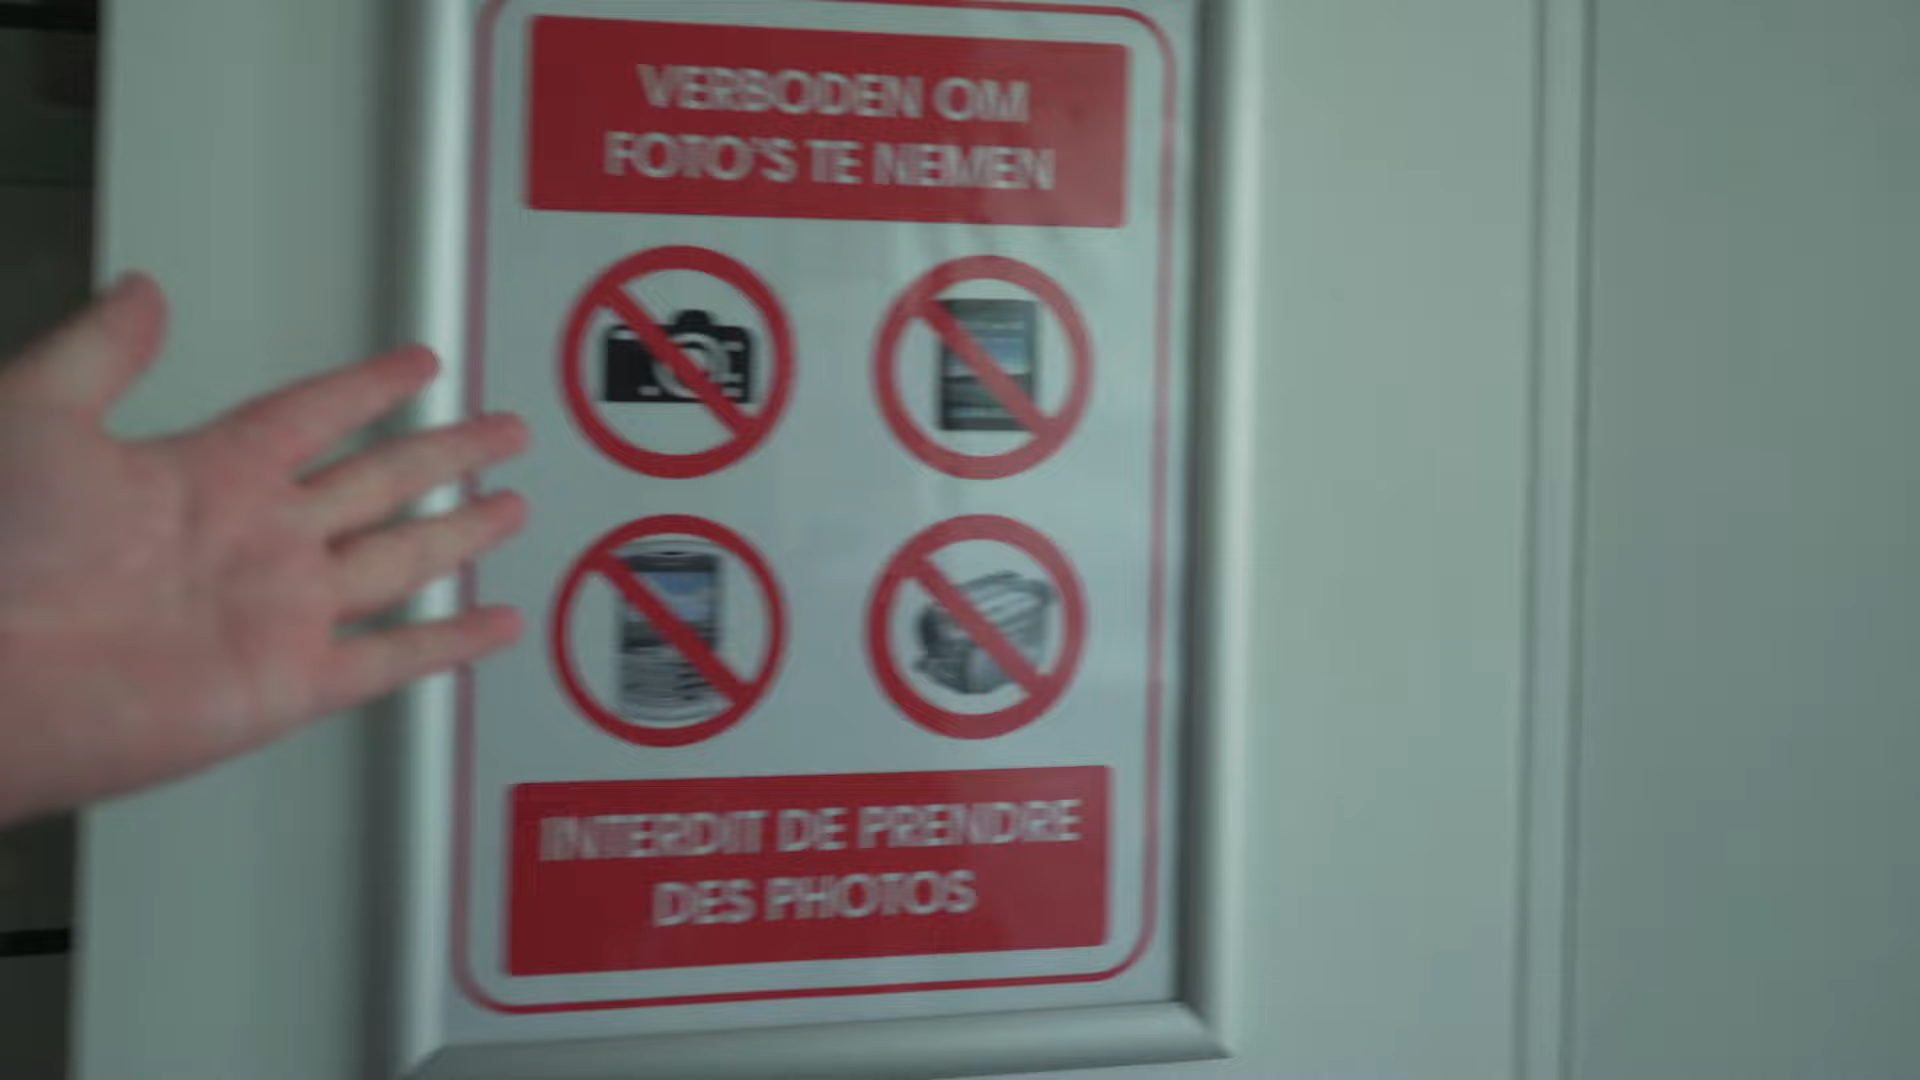 VERBODEN OM
FOTO'S TE NEMEN
INTERDIT DE PRENDRE
DES PHOTOS